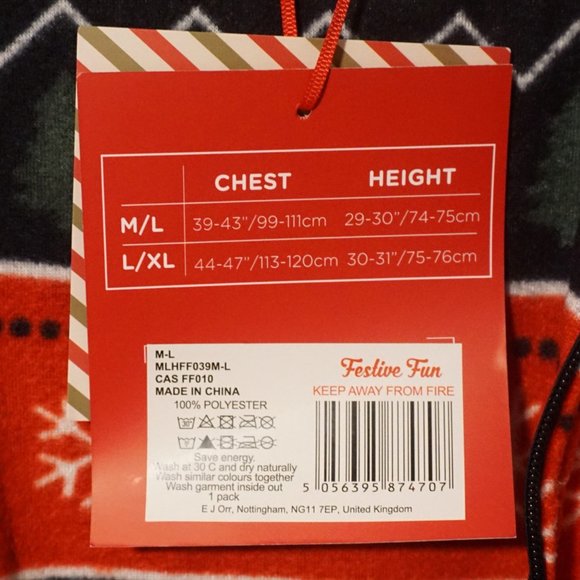 CHEST HEIGHT
M/L 39-43"/99-111cm 29-30"/74-75cm
L/XL 44-47"/113-120cm 30-31"/75-76cm
M-L
MLHFF039M-L
CAS FF010
MADE IN CHINA
100% POLYESTER
Save energy.
Wash at 30 C and dry naturally
Wash similar colours together
Wash garment inside out
1 pack
Festive Fun
KEEP AWAY FROM FIRE
5 056395 874707
E J Orr, Nottingham, NG11 7EP, United Kingdom